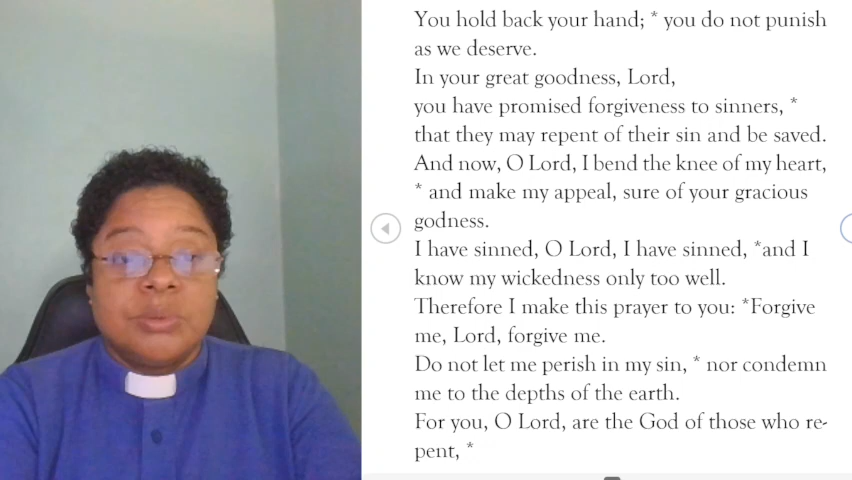 You hold back your hand; * you do not punish
as we deserve.
In your great goodness, Lord,
you have promised forgiveness to sinners, *
that they may repent of their sin and be saved.
And now, O Lord, I bend the knee of my heart,
* and make my appeal, sure of your gracious
godness.
I have sinned, O Lord, I have sinned, *and I
know my wickedness only too well.
Therefore I make this prayer to you: *Forgive
me, Lord, forgive me.
Do not let me perish in my sin, * nor condemn
me to the depths of the earth.
For you, O Lord, are the God of those who re-
pent, *